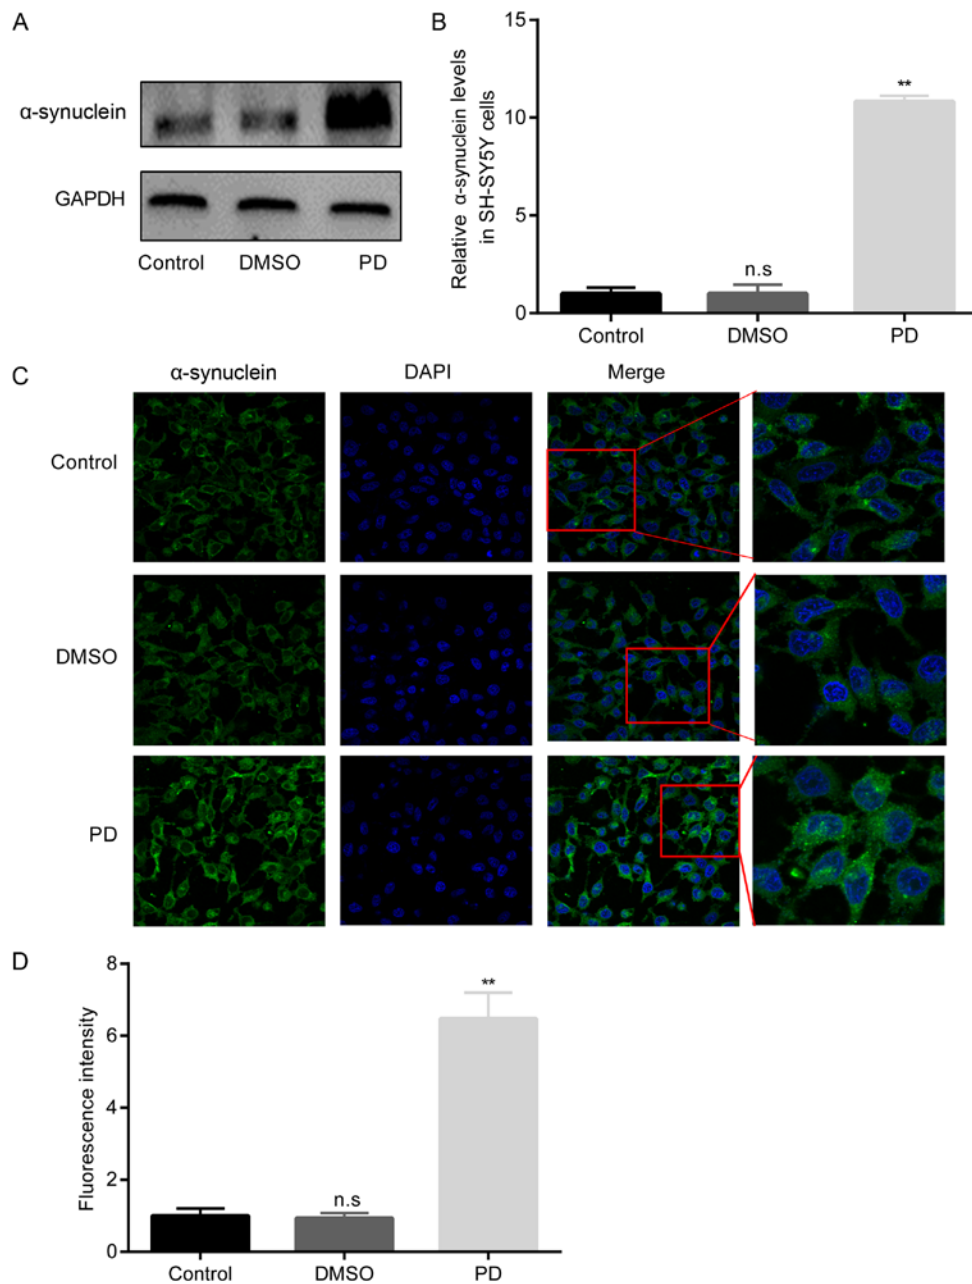 A
α-synuclein
GAPDH
Control DMSO PD
B
Relative α-synuclein levels
in SH-SY5Y cells
15
10
5
0
**
n.s
Control DMSO PD
C
α-synuclein DAPI Merge
Control
DMSO
PD
D
Fluorescence intensity
8
6
4
2
0
**
n.s
Control DMSO PD